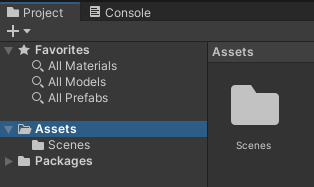 Project
Console
Favorites
All Materials
All Models
All Prefabs
Assets
Scenes
Packages
Assets
Scenes